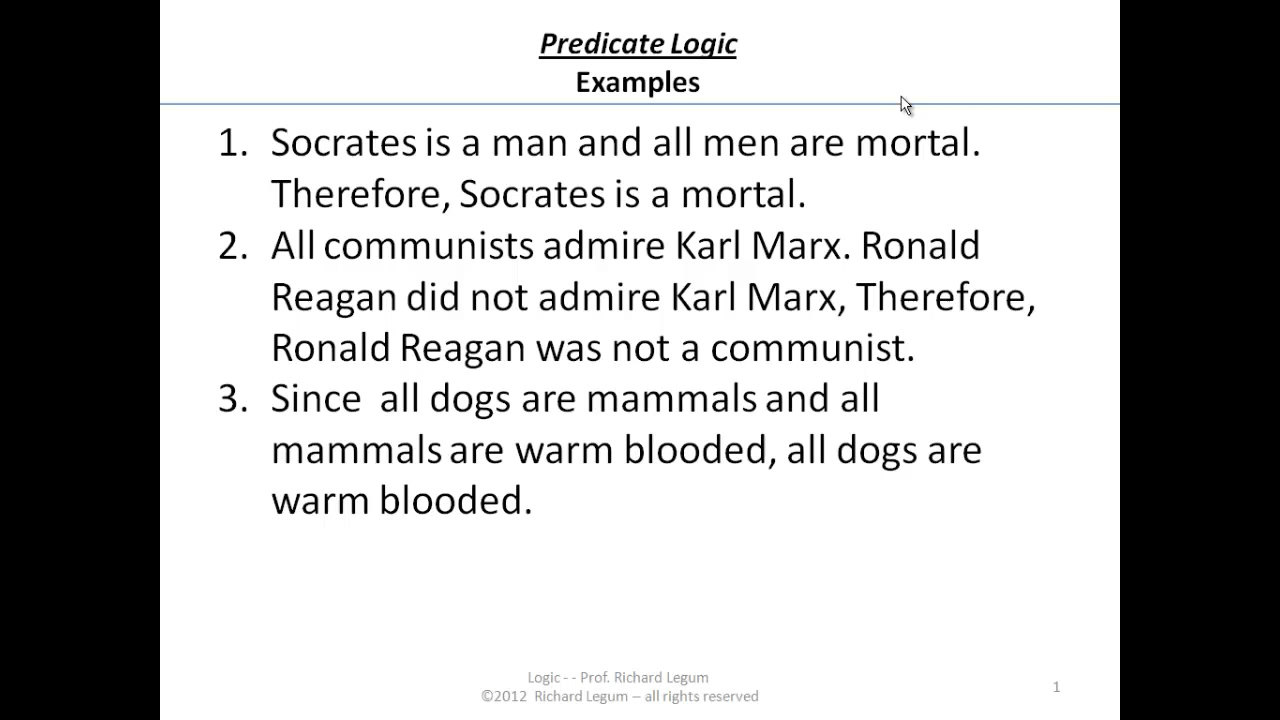 Predicate Logic
Examples
1. Socrates is a man and all men are mortal.
Therefore, Socrates is a mortal.
2. All communists admire Karl Marx. Ronald
Reagan did not admire Karl Marx, Therefore,
Ronald Reagan was not a communist.
3. Since all dogs are mammals and all
mammals are warm blooded, all dogs are
warm blooded.
Logic - - Prof. Richard Legum
©2012 Richard Legum – all rights reserved
1